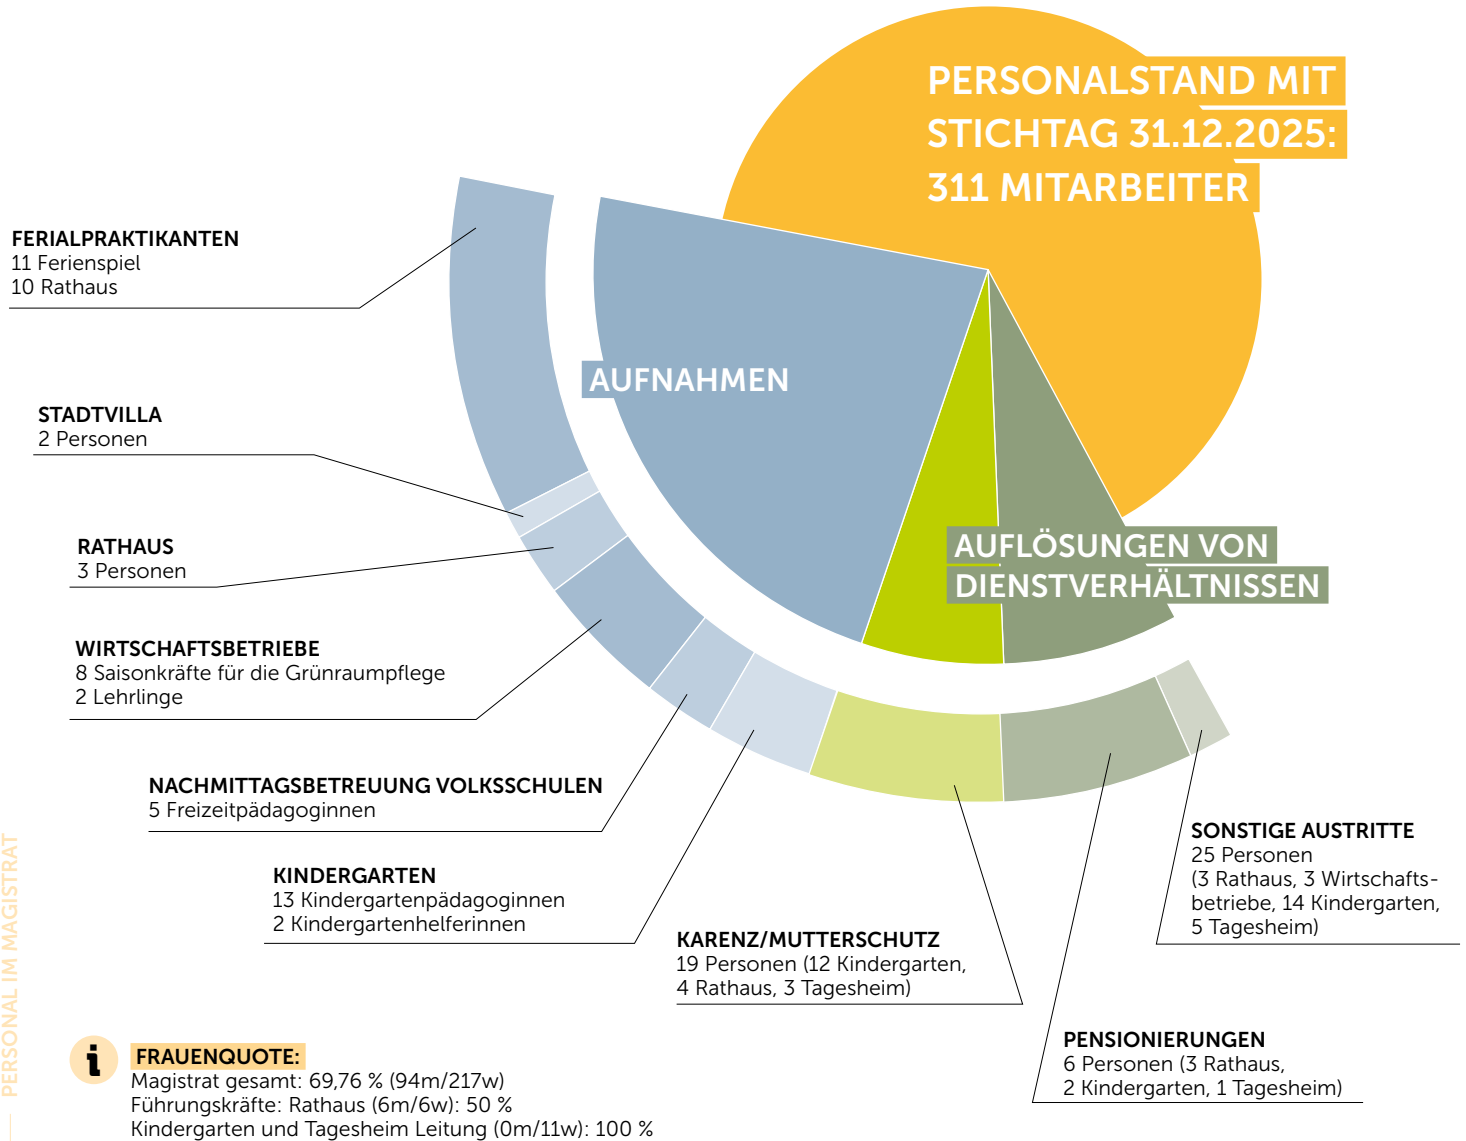 PERSONALSTAND MIT
STICHTAG 31.12.2025:
311 MITARBEITER
FERIALPRAKTIKANTEN
11 Ferienspiel
10 Rathaus
AUFNAHMEN
STADTVILLA
2 Personen
RATHAUS
3 Personen
AUFLÖSUNGEN VON
DIENSTVERHÄLTNISSEN
WIRTSCHAFTSBETRIEBE
8 Saisonkräfte für die Grünraumpflege
2 Lehrlinge
NACHMITTAGSBETREUUNG VOLKSSCHULEN
5 Freizeitpädagoginnen
KINDERGARTEN
13 Kindergartenpädagoginnen
2 Kindergartenhelferinnen
KARENZ/MUTTERSCHUTZ
19 Personen (12 Kindergarten,
4 Rathaus, 3 Tagesheim)
SONSTIGE AUSTRITTE
25 Personen
(3 Rathaus, 3 Wirtschafts-
betriebe, 14 Kindergarten,
5 Tagesheim)
PENSIONIERUNGEN
6 Personen (3 Rathaus,
2 Kindergarten, 1 Tagesheim)
i
FRAUENQUOTE:
Magistrat gesamt: 69,76 % (94m/217w)
Führungskräfte: Rathaus (6m/6w): 50 %
Kindergarten und Tagesheim Leitung (0m/11w): 100 %
PERSONAL IM MAGISTRAT